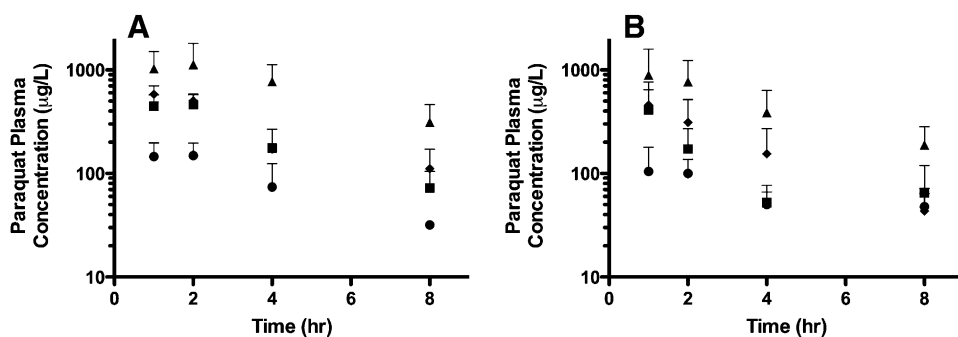 A
Paraquat Plasma
Concentration (µg/L)
1000
100
10
0
2
4
6
8
Time (hr)
B
Paraquat Plasma
Concentration (µg/L)
1000
100
10
0
2
4
6
8
Time (hr)